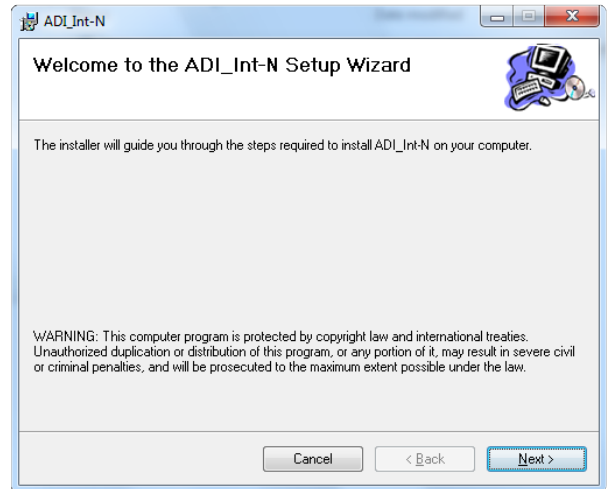 ADI_Int-N
Welcome to the ADI_Int-N Setup Wizard
The installer will guide you through the steps required to install ADI_Int-N on your computer.
WARNING: This computer program is protected by copyright law and international treaties.
Unauthorized duplication or distribution of this program, or any portion of it, may result in severe civil
or criminal penalties, and will be prosecuted to the maximum extent possible under the law.
Cancel
< Back
Next >